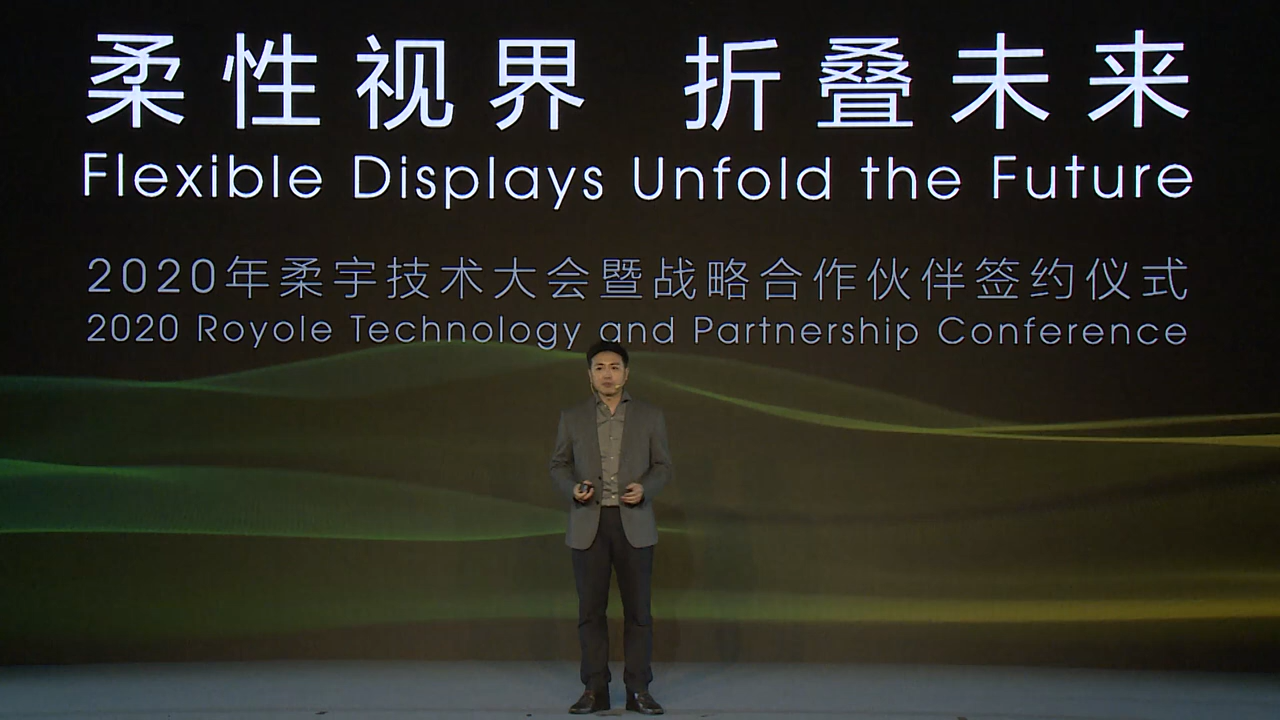 柔性视界 折叠未来
Flexible Displays Unfold the Future
2020年柔宇技术大会暨战略合作伙伴签约仪式
2020 Royole Technology and Partnership Conference